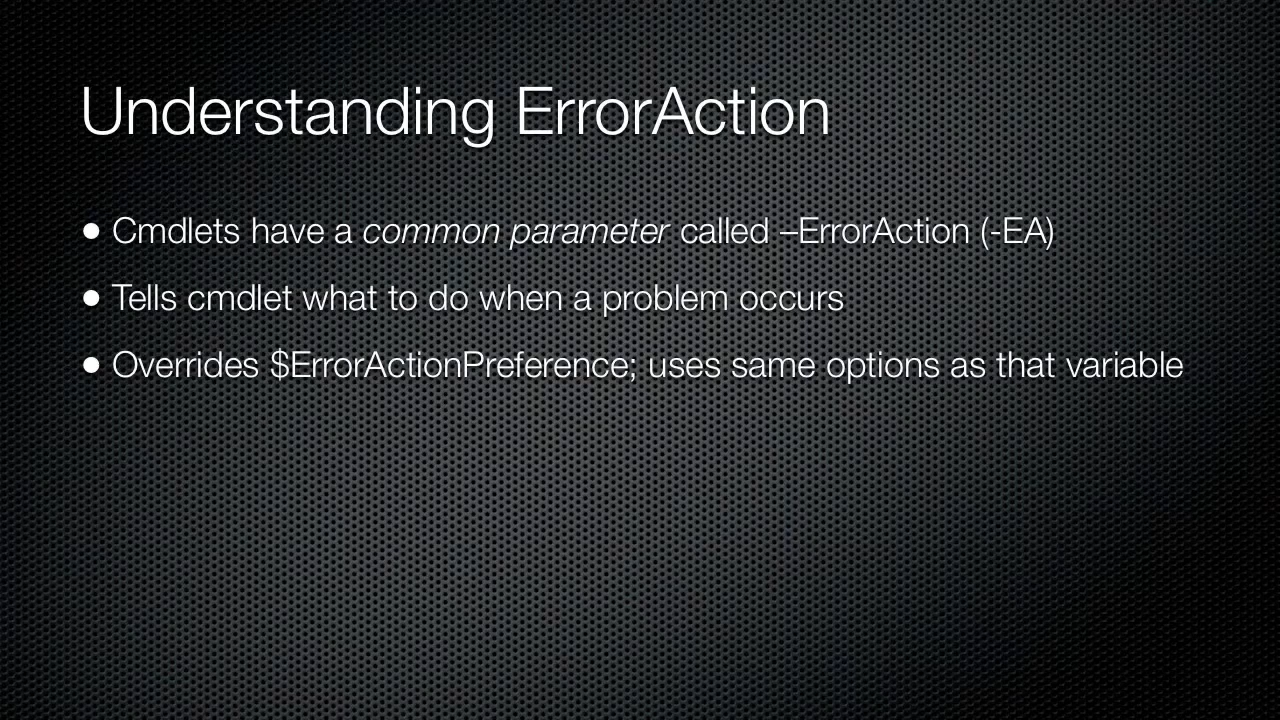 Understanding ErrorAction
● Cmdlets have a common parameter called –ErrorAction (-EA)
● Tells cmdlet what to do when a problem occurs
● Overrides $ErrorActionPreference; uses same options as that variable